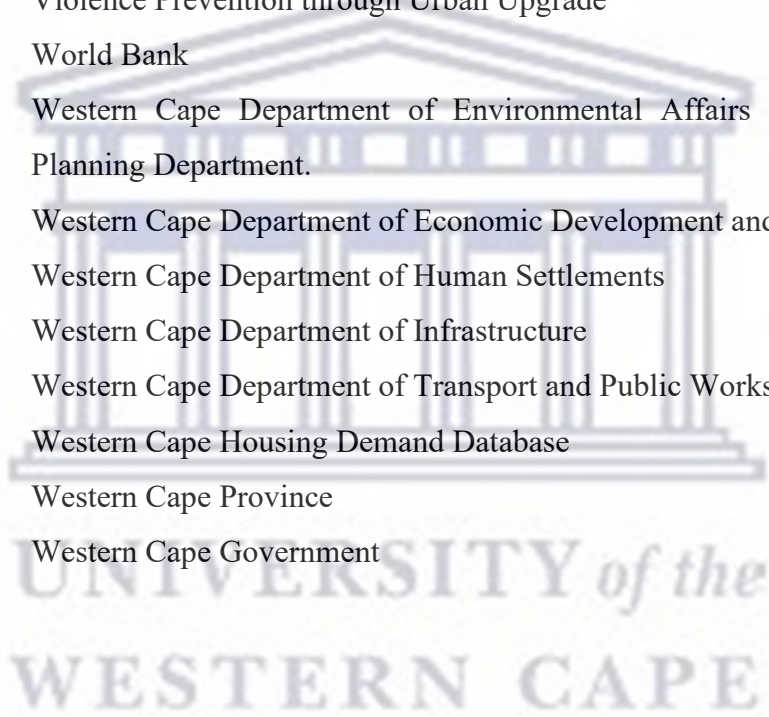 Violence Prevention through Urban Upgrade
World Bank
Western Cape Department of Environmental Affairs
Planning Department.
Western Cape Department of Economic Development and
Western Cape Department of Human Settlements
Western Cape Department of Infrastructure
Western Cape Department of Transport and Public Works
Western Cape Housing Demand Database
Western Cape Province
Western Cape Government
UNIVERSITY of the
WESTERN CAPE